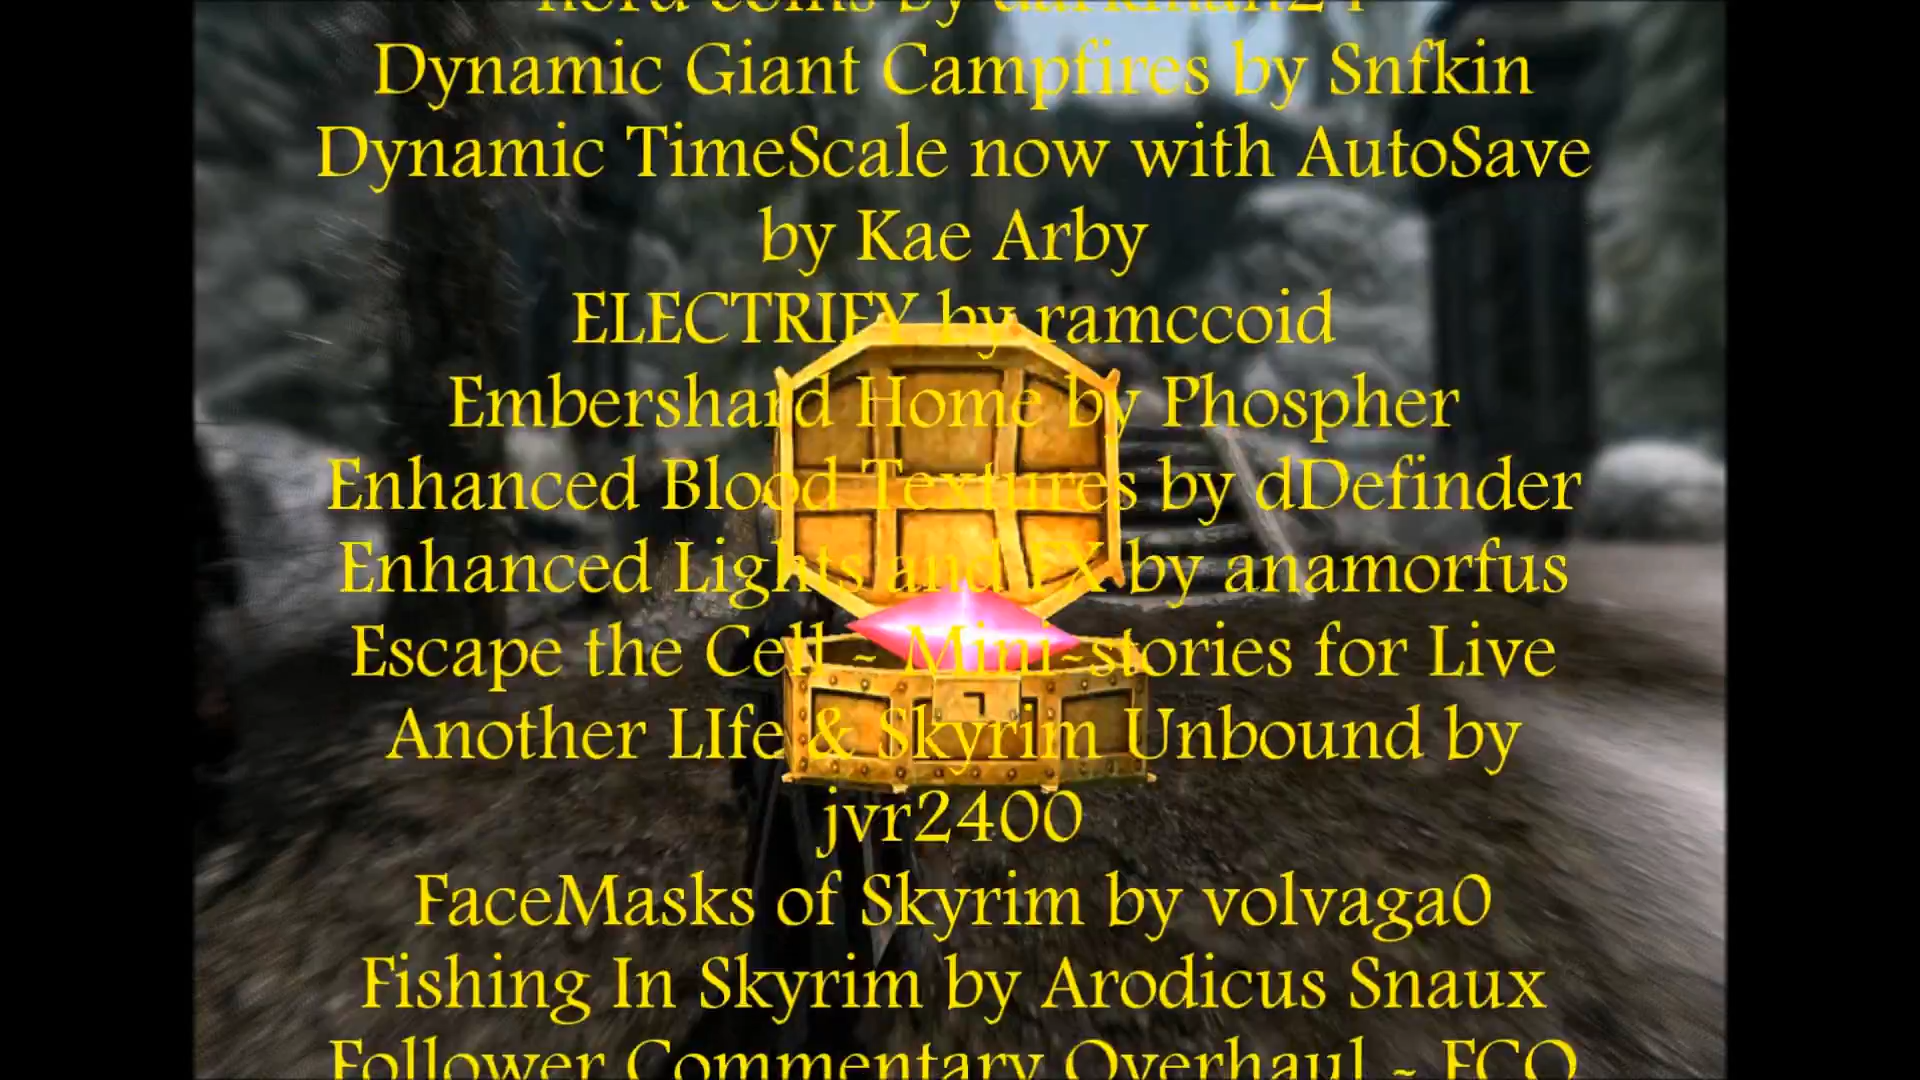 by
Dynamic Giant Campfires by Snfkin
Dynamic TimeScale now with AutoSave
by Kae Arby
ELECTRIFY by ramccoid
Embershard Home by Phospher
Enhanced Blood Textures by dDefinder
Enhanced Lights and FX by anamorfus
Escape the Cell ~ Mini-stories for Live
Another LIfe & Skyrim Unbound by
jvr2400
FaceMasks of Skyrim by volvaga0
Fishing In Skyrim by Arodicus Snaux
Follower Commentary Overhaul ~ FCO